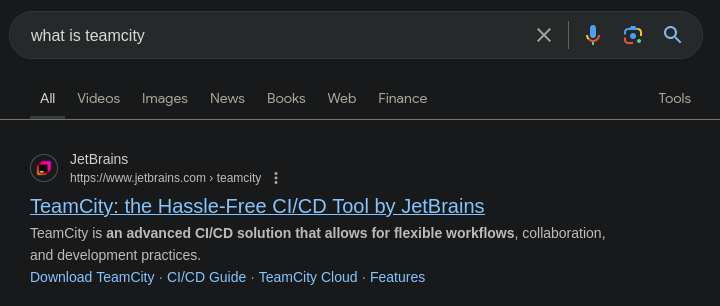 what is teamcity
All Videos Images News Books Web Finance Tools
JetBrains
https://www.jetbrains.com › teamcity
TeamCity: the Hassle-Free CI/CD Tool by JetBrains
TeamCity is an advanced CI/CD solution that allows for flexible workflows, collaboration,
and development practices.
Download TeamCity · CI/CD Guide · TeamCity Cloud · Features